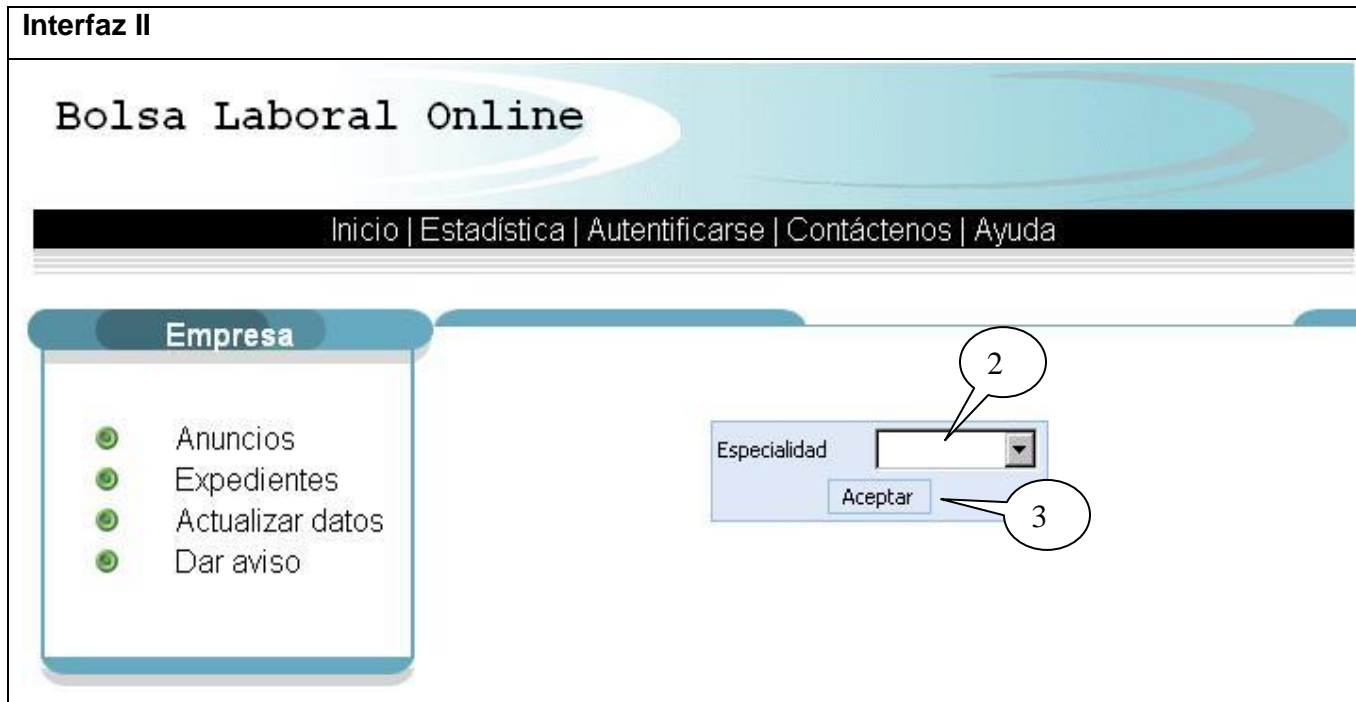 Interfaz II
Bolsa Laboral Online
Inicio | Estadística | Autentificarse | Contáctenos | Ayuda
Empresa
Anuncios
Expedientes
Actualizar datos
Dar aviso
2
Especialidad
Aceptar
3